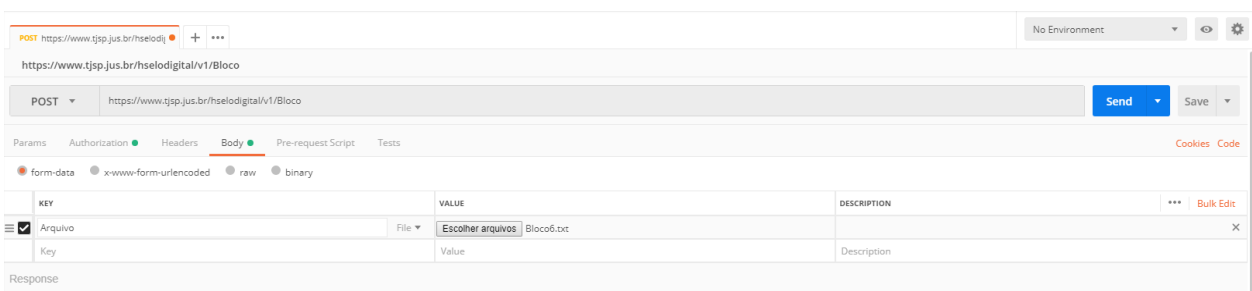 POST https://www.tjsp.jus.br/hselodig + •••
No Environment
https://www.tjsp.jus.br/hselodigital/v1/Bloco
POST https://www.tjsp.jus.br/hselodigital/v1/Bloco Send Save
Params Authorization Headers Body Pre-request Script Tests Cookies Code
form-data x-www-form-urlencoded raw binary
KEY VALUE DESCRIPTION ••• Bulk Edit
Arquivo File Escolher arquivos Bloco6.txt
Key Value Description
Response